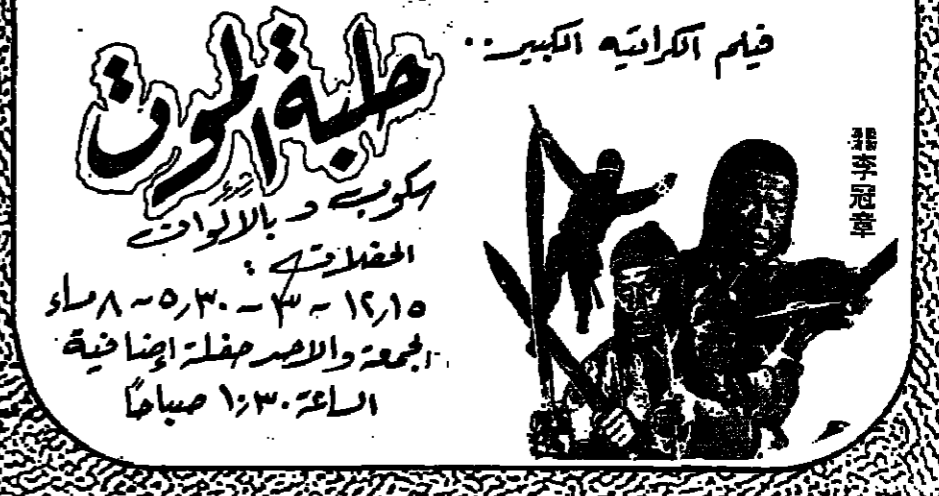 فيلم الكراتيه الكبير..
حلبة الموت
سكوب و بالألوان
الحفلات :
١٢,١٥ ~ ٣ ~ ٥,٣٠ ~ ٨ مساء
الجمعة والاحد حفلة إضافية
الساعة ١٠,٣٠ صباحاً
李冠章